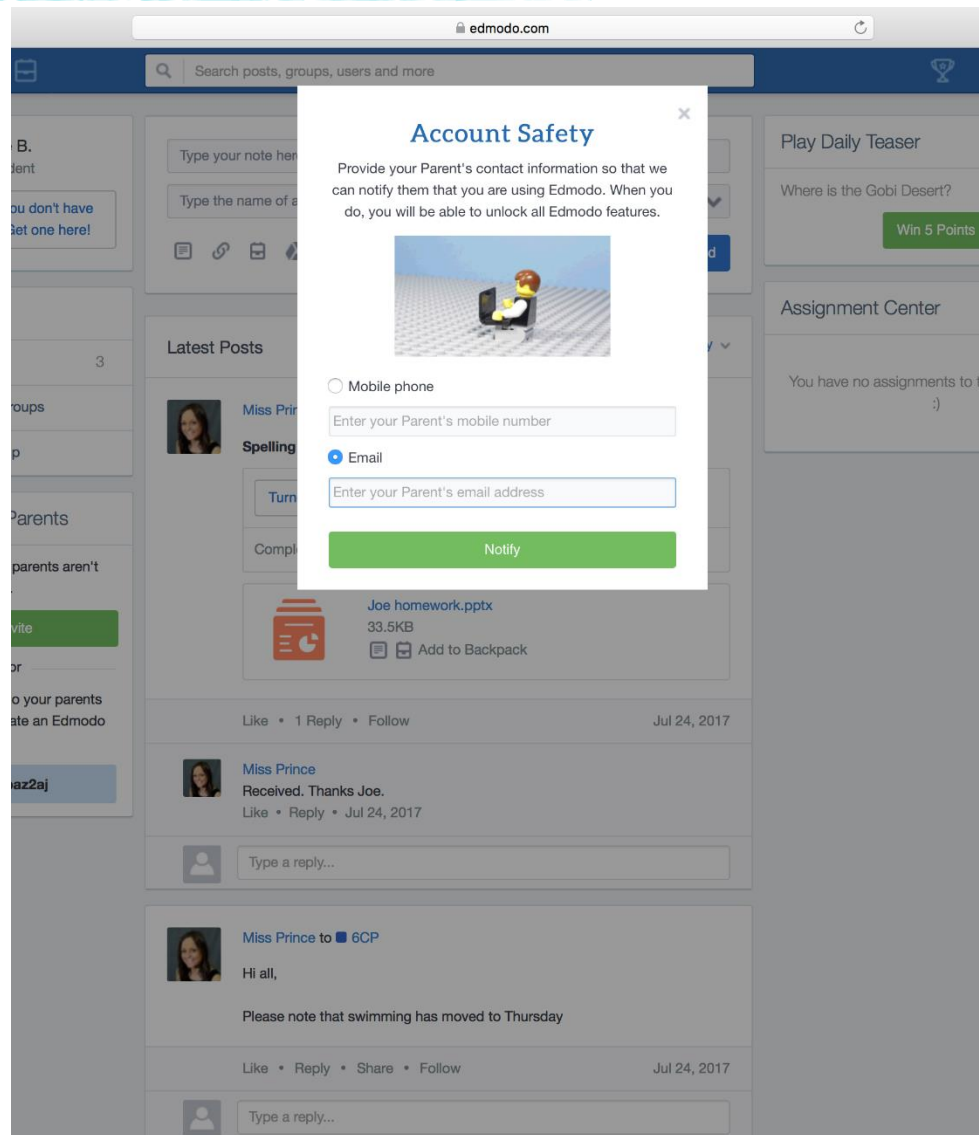 edmodo.com
Search posts, groups, users and more
B.
dent
ou don't have
Get one here!
3
roups
p
Parents
parents aren't
vite
or
o your parents
ate an Edmodo
az2aj
Type your note her
Type the name of a
d
Latest Posts
Miss Prin
Spelling
Turn
Comple
Joe homework.pptx
33.5KB
Add to Backpack
Like • 1 Reply • Follow
Jul 24, 2017
Miss Prince
Received. Thanks Joe.
Like • Reply • Jul 24, 2017
Type a reply...
Miss Prince to 6CP
Hi all,
Please note that swimming has moved to Thursday
Like • Reply • Share • Follow
Jul 24, 2017
Type a reply...
×
Account Safety
Provide your Parent's contact information so that we
can notify them that you are using Edmodo. When you
do, you will be able to unlock all Edmodo features.
Mobile phone
Enter your Parent's mobile number
Email
Enter your Parent's email address
Notify
Play Daily Teaser
Where is the Gobi Desert?
Win 5 Points
Assignment Center
You have no assignments to
:)